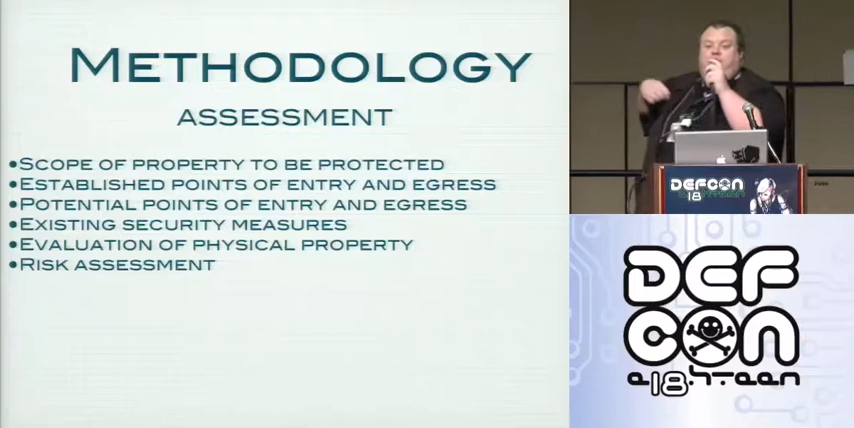 METHODOLOGY
ASSESSMENT
•SCOPE OF PROPERTY TO BE PROTECTED
•ESTABLISHED POINTS OF ENTRY AND EGRESS
•POTENTIAL POINTS OF ENTRY AND EGRESS
•EXISTING SECURITY MEASURES
•EVALUATION OF PHYSICAL PROPERTY
•RISK ASSESSMENT
DEFCON
18
DEF
CON
e18hteen